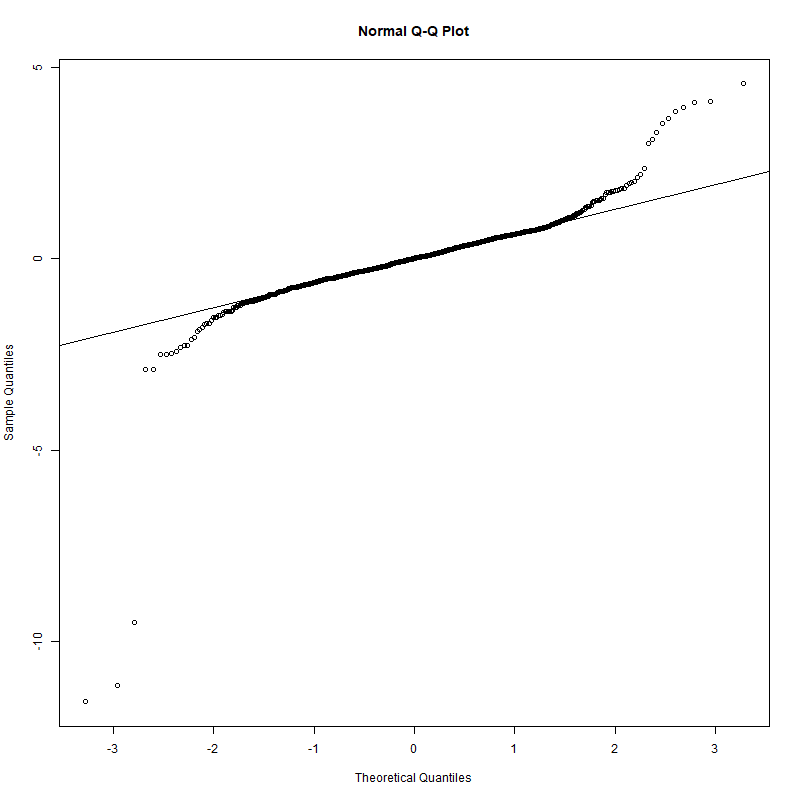 Normal Q-Q Plot
5
0
-5
-10
Sample Quantiles
-3 -2 -1 0 1 2 3
Theoretical Quantiles